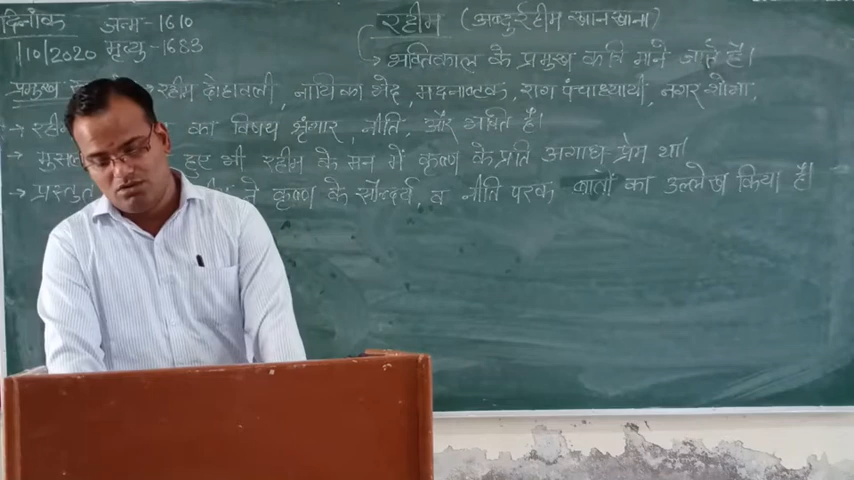 दिनांक जन्म-1610
1/10/2020 मृत्यु-1683
रहीम (अब्दुर्रहीम खानखाना)
→ भक्तिकाल के प्रमुख कवि माने जाते हैं।
प्रमुख रहीम दोहावली, नायिका भेद, मदनाष्टक, राग पंचाध्यायी, नगर शोभा,
→ रही का विषय श्रृंगार, नीति, और भक्ति है।
→ मुस हुए भी रहीम के मन में कृष्ण के प्रति अगाध प्रेम था।
→ प्रस्तु ने कृष्ण के सौन्दर्य, व नीति परक बातों का उल्लेख किया है।